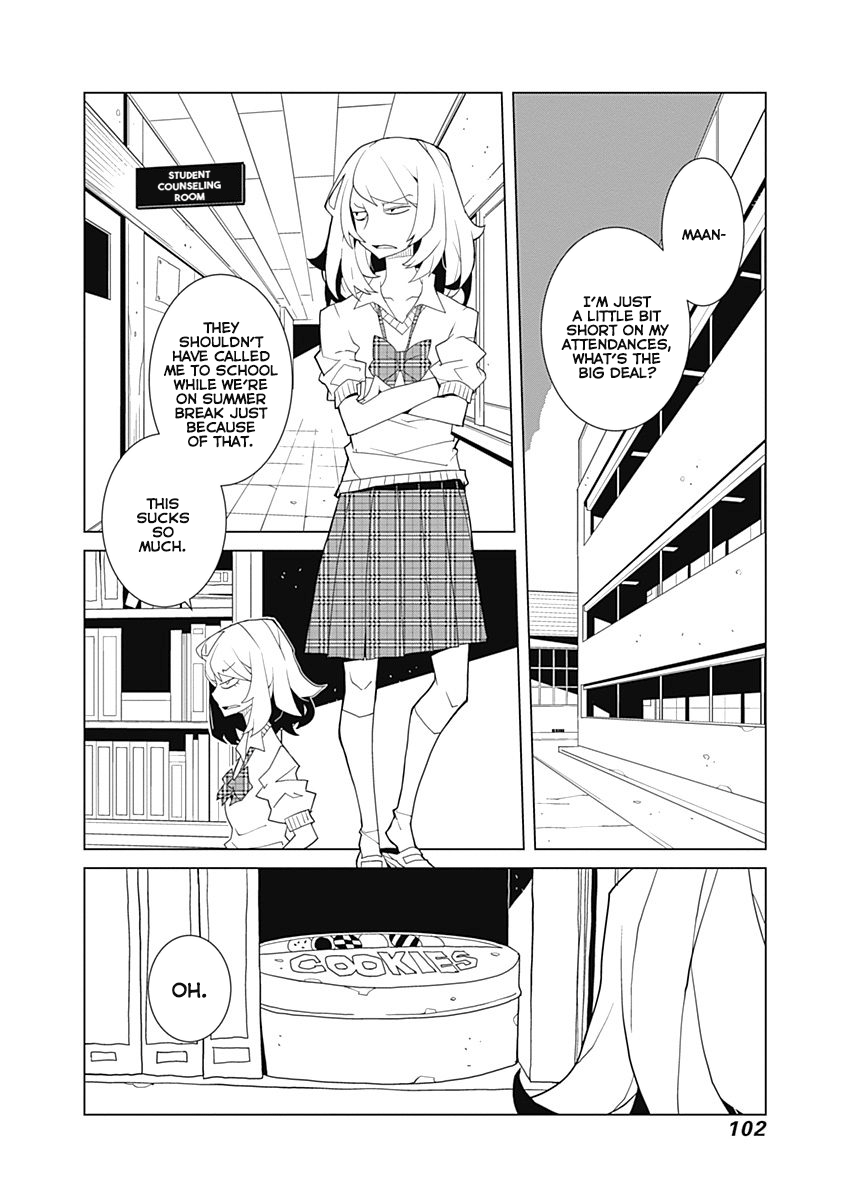 MAAN-
I'M JUST
A LITTLE BIT
SHORT ON MY
ATTENDANCES,
WHAT'S THE
BIG DEAL?
STUDENT
COUNSELING
ROOM
THEY
SHOULDN'T
HAVE CALLED
ME TO SCHOOL
WHILE WE'RE
ON SUMMER
BREAK JUST
BECAUSE
OF THAT.
THIS
SUCKS
SO
MUCH.
OH.
COOKIES
102